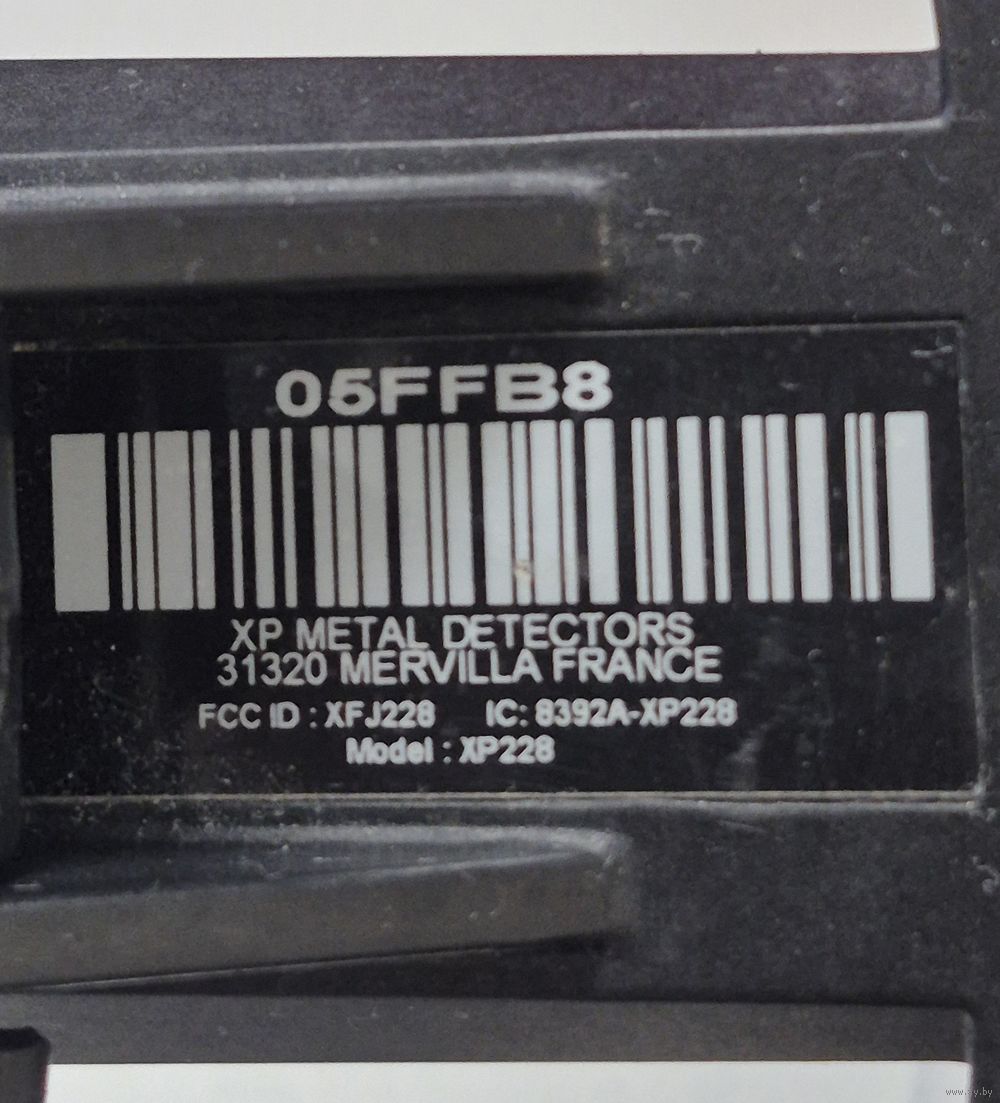 05FFB8
XP METAL DETECTORS
31320 MERVILLA FRANCE
FCC ID : XFJ228 IC: 8392A-XP228
Model : XP228